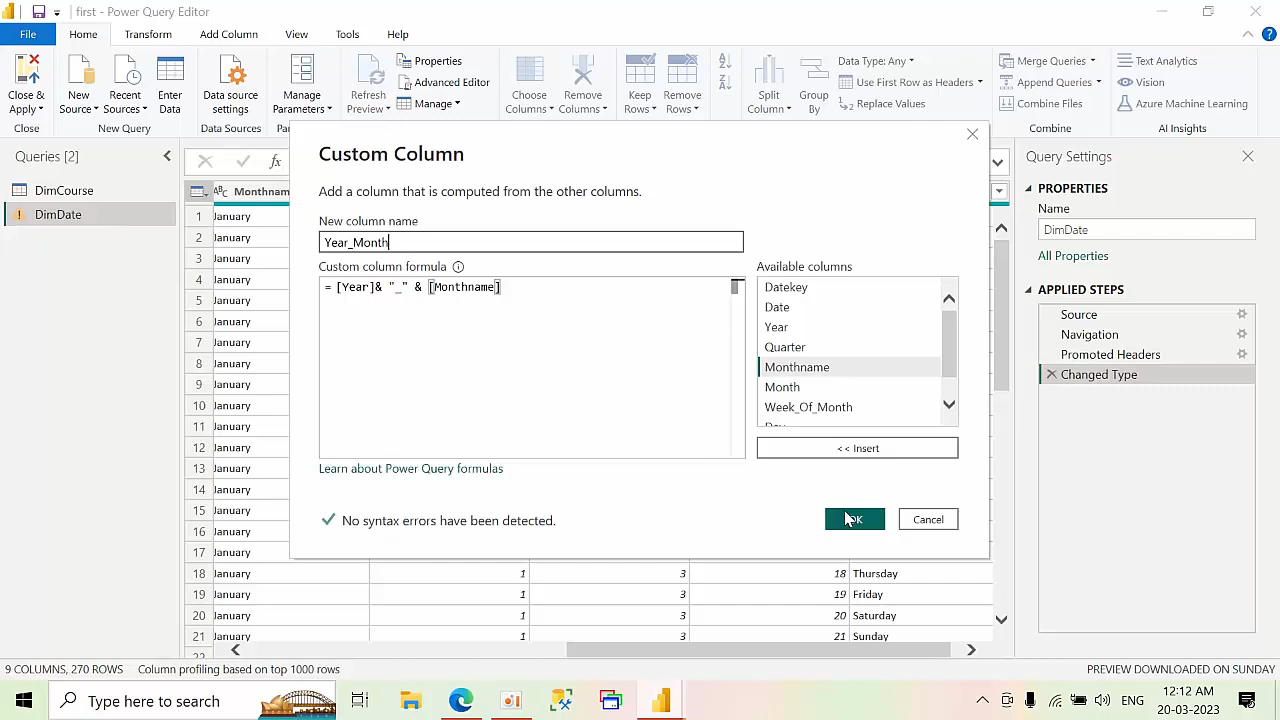 first - Power Query Editor
File Home Transform Add Column View Tools Help
Close & Apply
New Source
Recent Sources
Enter Data
Data source settings
Manage Parameters
Refresh Preview
Properties
Advanced Editor
Manage
Choose Columns
Remove Columns
Keep Rows
Remove Rows
Split Column
Group By
Data Type: Any
Use First Row as Headers
Replace Values
Merge Queries
Append Queries
Combine Files
Text Analytics
Vision
Azure Machine Learning
Close
New Query
Data Sources
Combine
AI Insights
Queries [2]
DimCourse
DimDate
fx
Monthnam
1 January
2 January
3 January
4 January
5 January
6 January
7 January
8 January
9 January
10 January
11 January
12 January
13 January
14 January
15 January
16 January
17 January
18 January 1 3 18 Thursday
19 January 1 3 19 Friday
20 January 1 3 20 Saturday
21 January 1 3 21 Sunday
Custom Column
Add a column that is computed from the other columns.
New column name
Year_Month
Custom column formula
= [Year]& "_" & [Monthname]
Available columns
Datekey
Date
Year
Quarter
Monthname
Month
Week_Of_Month
<< Insert
Learn about Power Query formulas
No syntax errors have been detected.
OK
Cancel
Query Settings
PROPERTIES
Name
DimDate
All Properties
APPLIED STEPS
Source
Navigation
Promoted Headers
Changed Type
9 COLUMNS, 270 ROWS Column profiling based on top 1000 rows
PREVIEW DOWNLOADED ON SUNDAY
Type here to search
ENG
12:12 AM
20-03-2023